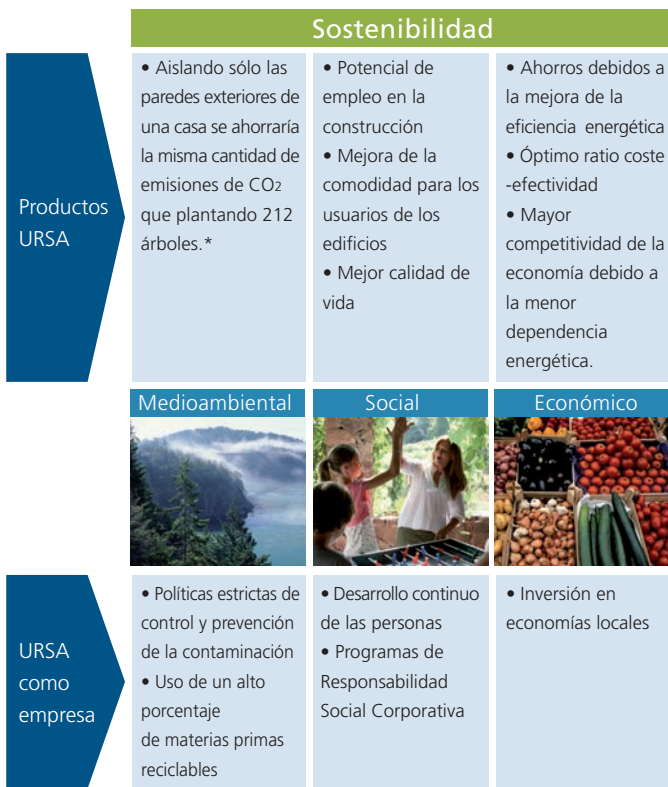 Sostenibilidad
Productos
URSA
• Aislando sólo las
paredes exteriores de
una casa se ahorraría
la misma cantidad de
emisiones de CO2
que plantando 212
árboles.*
• Potencial de
empleo en la
construcción
• Mejora de la
comodidad para los
usuarios de los
edificios
• Mejor calidad de
vida
• Ahorros debidos a
la mejora de la
eficiencia energética
• Óptimo ratio coste
-efectividad
• Mayor
competitividad de la
economía debido a
la menor
dependencia
energética.
Medioambiental
Social
Económico
URSA
como
empresa
• Políticas estrictas de
control y prevención
de la contaminación
• Uso de un alto
porcentaje
de materias primas
reciclables
• Desarrollo continuo
de las personas
• Programas de
Responsabilidad
Social Corporativa
• Inversión en
economías locales